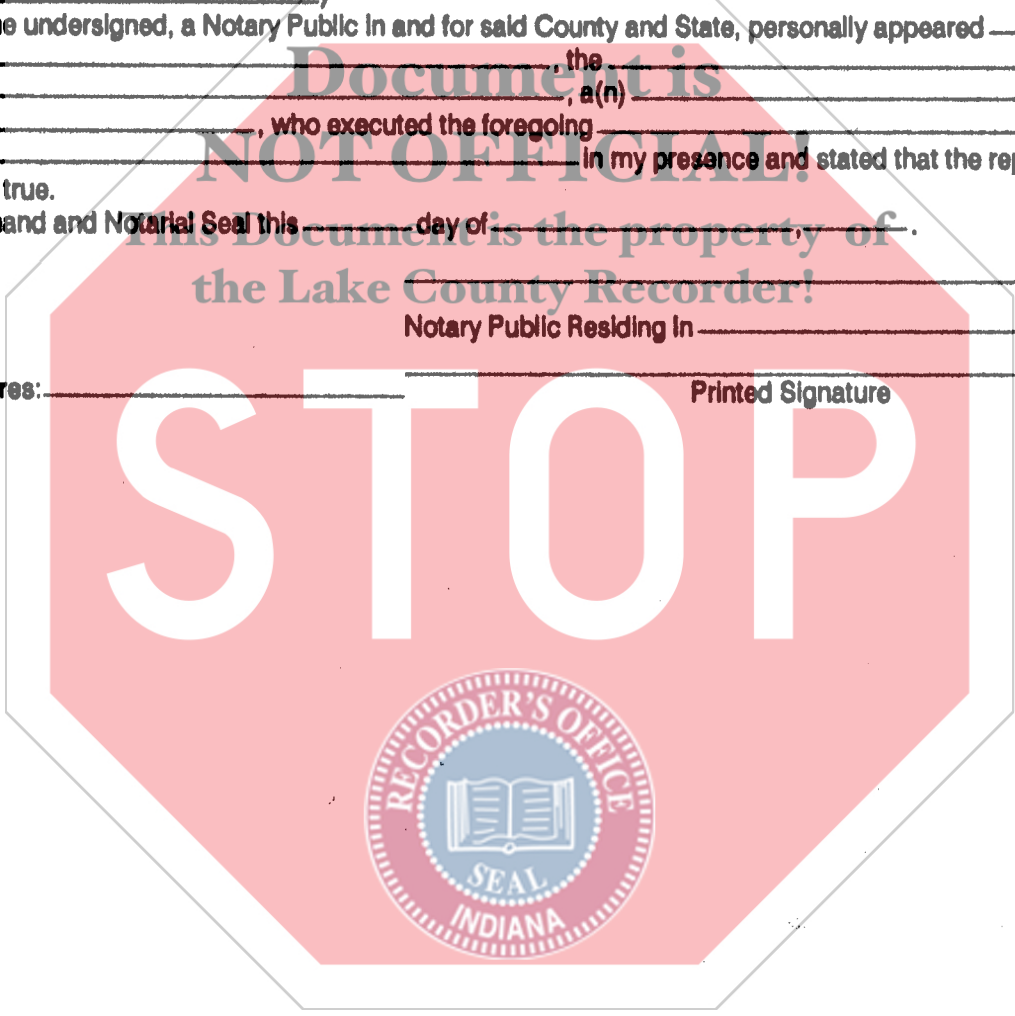 e undersigned, a Notary Public in and for said County and State, personally appeared
, the
, a(n)
, who executed the foregoing
in my presence and stated that the rep
true.
and and Notarial Seal this day of , .
Notary Public Residing in
res:
Printed Signature
Document is
NOT OFFICIAL!
This Document is the property of
the Lake County Recorder!
STOP
RECORDER'S OFFICE
SEAL
INDIANA